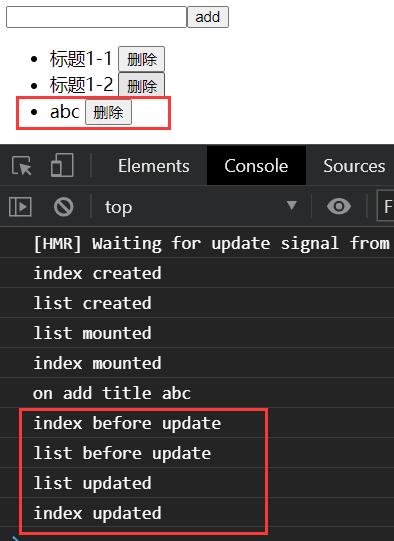 add
标题1-1 删除
标题1-2 删除
abc 删除
Elements Console Sources
top F
[HMR] Waiting for update signal from
index created
list created
list mounted
index mounted
on add title abc
index before update
list before update
list updated
index updated